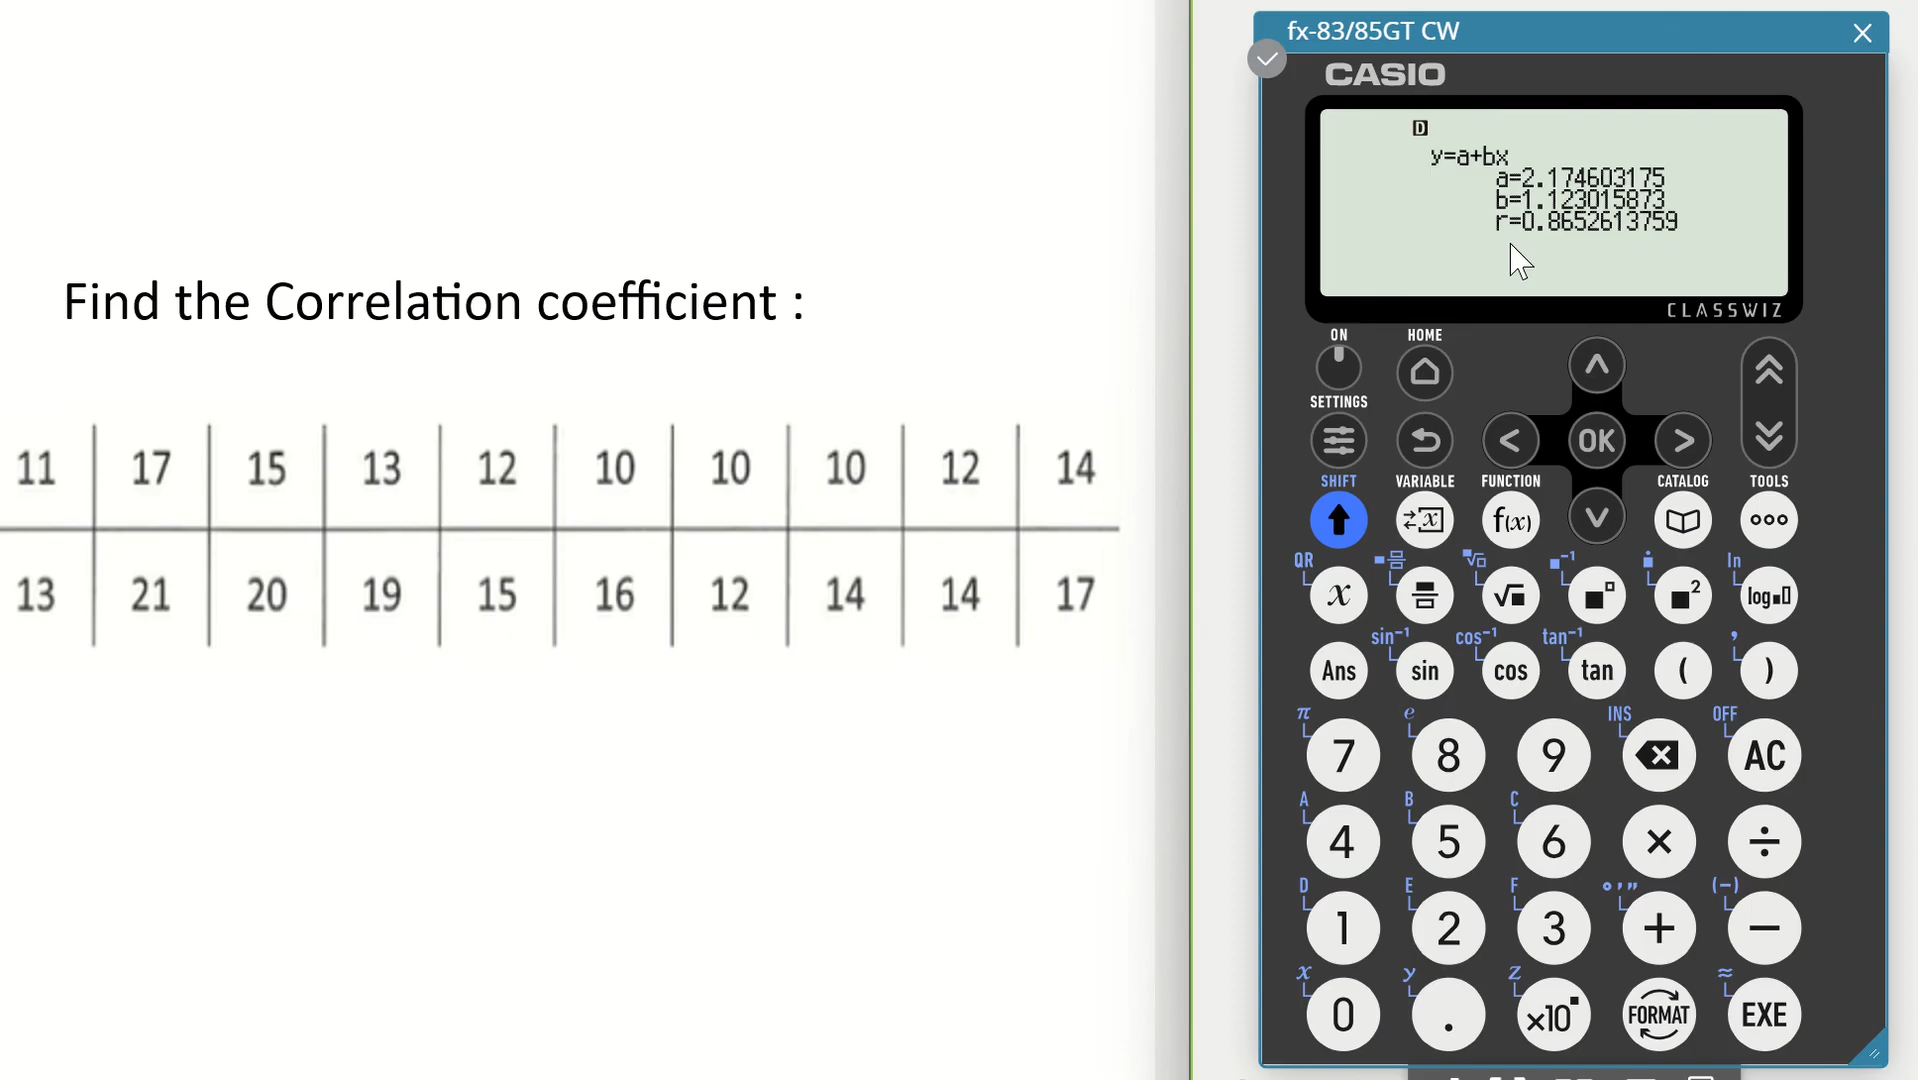 fx-83/85GT CW
CASIO
D
y=a+bx
a=2.174603175
b=1.123015873
r=0.8652613759
CLASSWIZ
Find the Correlation coefficient :
11 17 15 13 12 10 10 10 12 14
13 21 20 19 15 16 12 14 14 17
ON HOME
SETTINGS
OK
SHIFT VARIABLE FUNCTION CATALOG TOOLS
x f(x)
QR ■⁻¹ ln
x √■ ■² log■
sin⁻¹ cos⁻¹ tan⁻¹ ,
Ans sin cos tan ( )
π e INS OFF
7 8 9 AC
A B C
4 5 6 × ÷
D E F ° ′ ″ (−)
1 2 3 + −
x y z ≈
0 . ×10■ FORMAT EXE